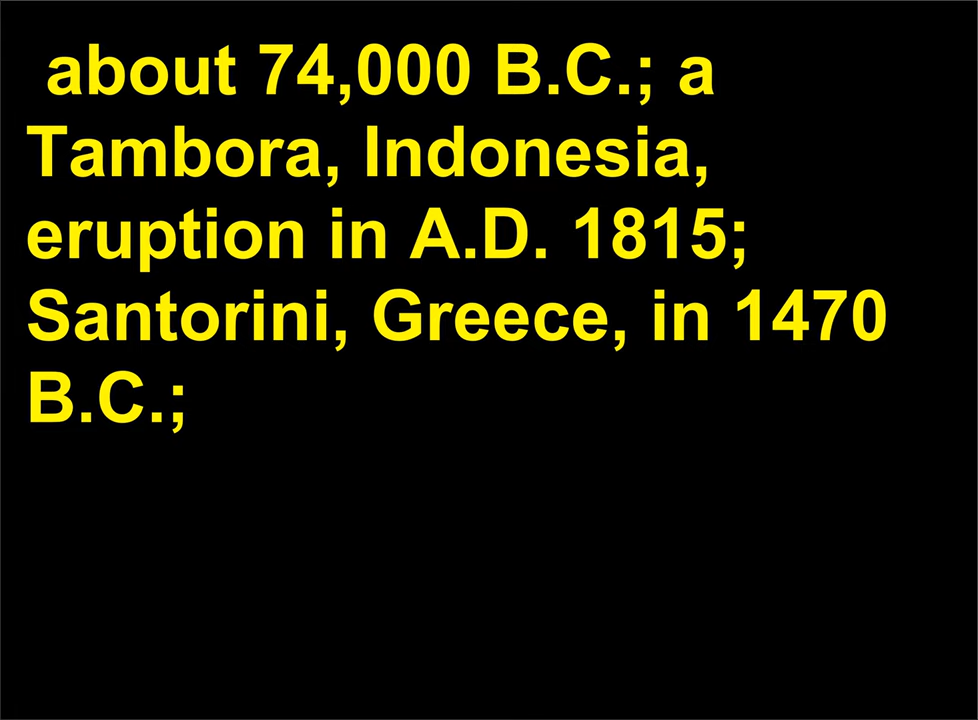 about 74,000 B.C.; a
Tambora, Indonesia,
eruption in A.D. 1815;
Santorini, Greece, in 1470
B.C.;